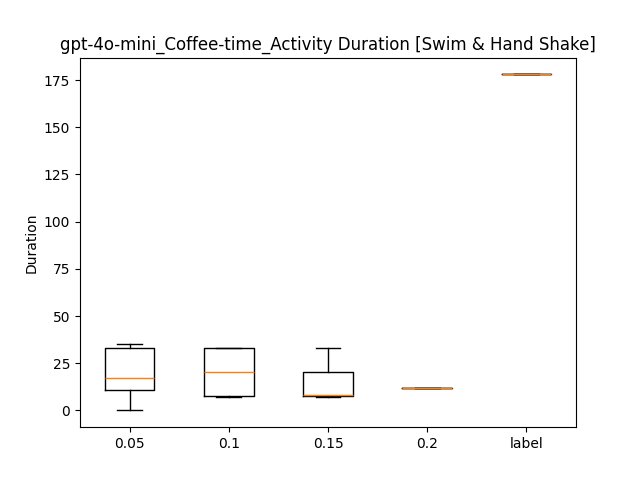 gpt-4o-mini_Coffee-time_Activity Duration [Swim & Hand Shake]
Duration
175
150
125
100
75
50
25
0
0.05 0.1 0.15 0.2 label